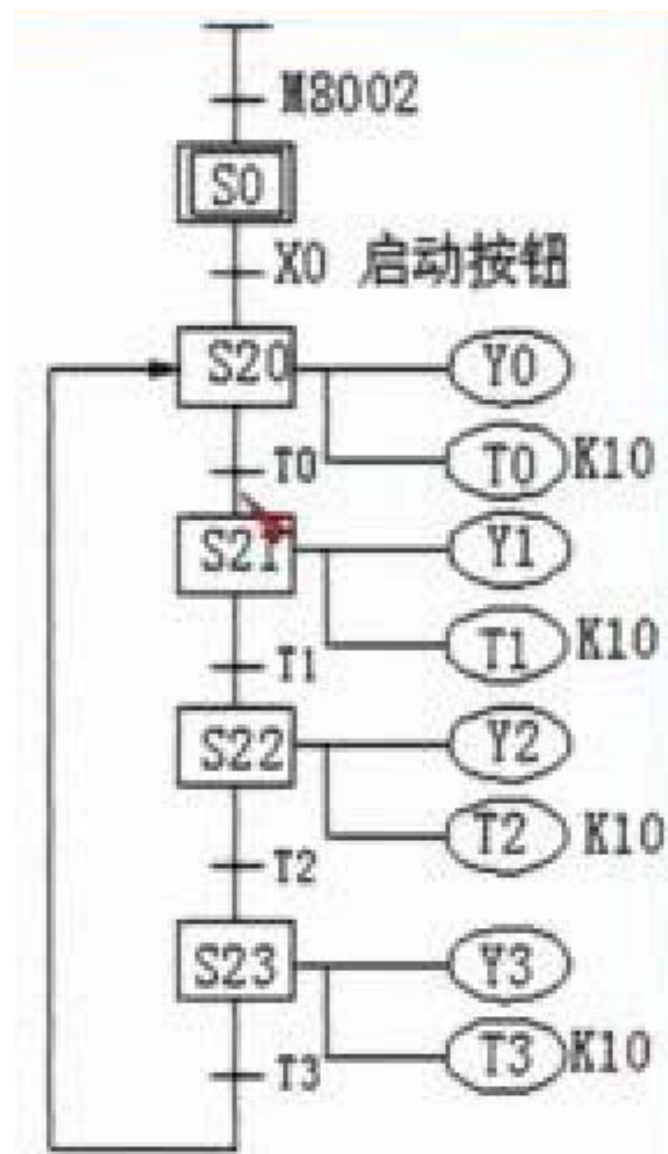 M8002
S0
X0 启动按钮
S20 Y0
T0 T0 K10
S21 Y1
T1 T1 K10
S22 Y2
T2 T2 K10
S23 Y3
T3 T3 K10